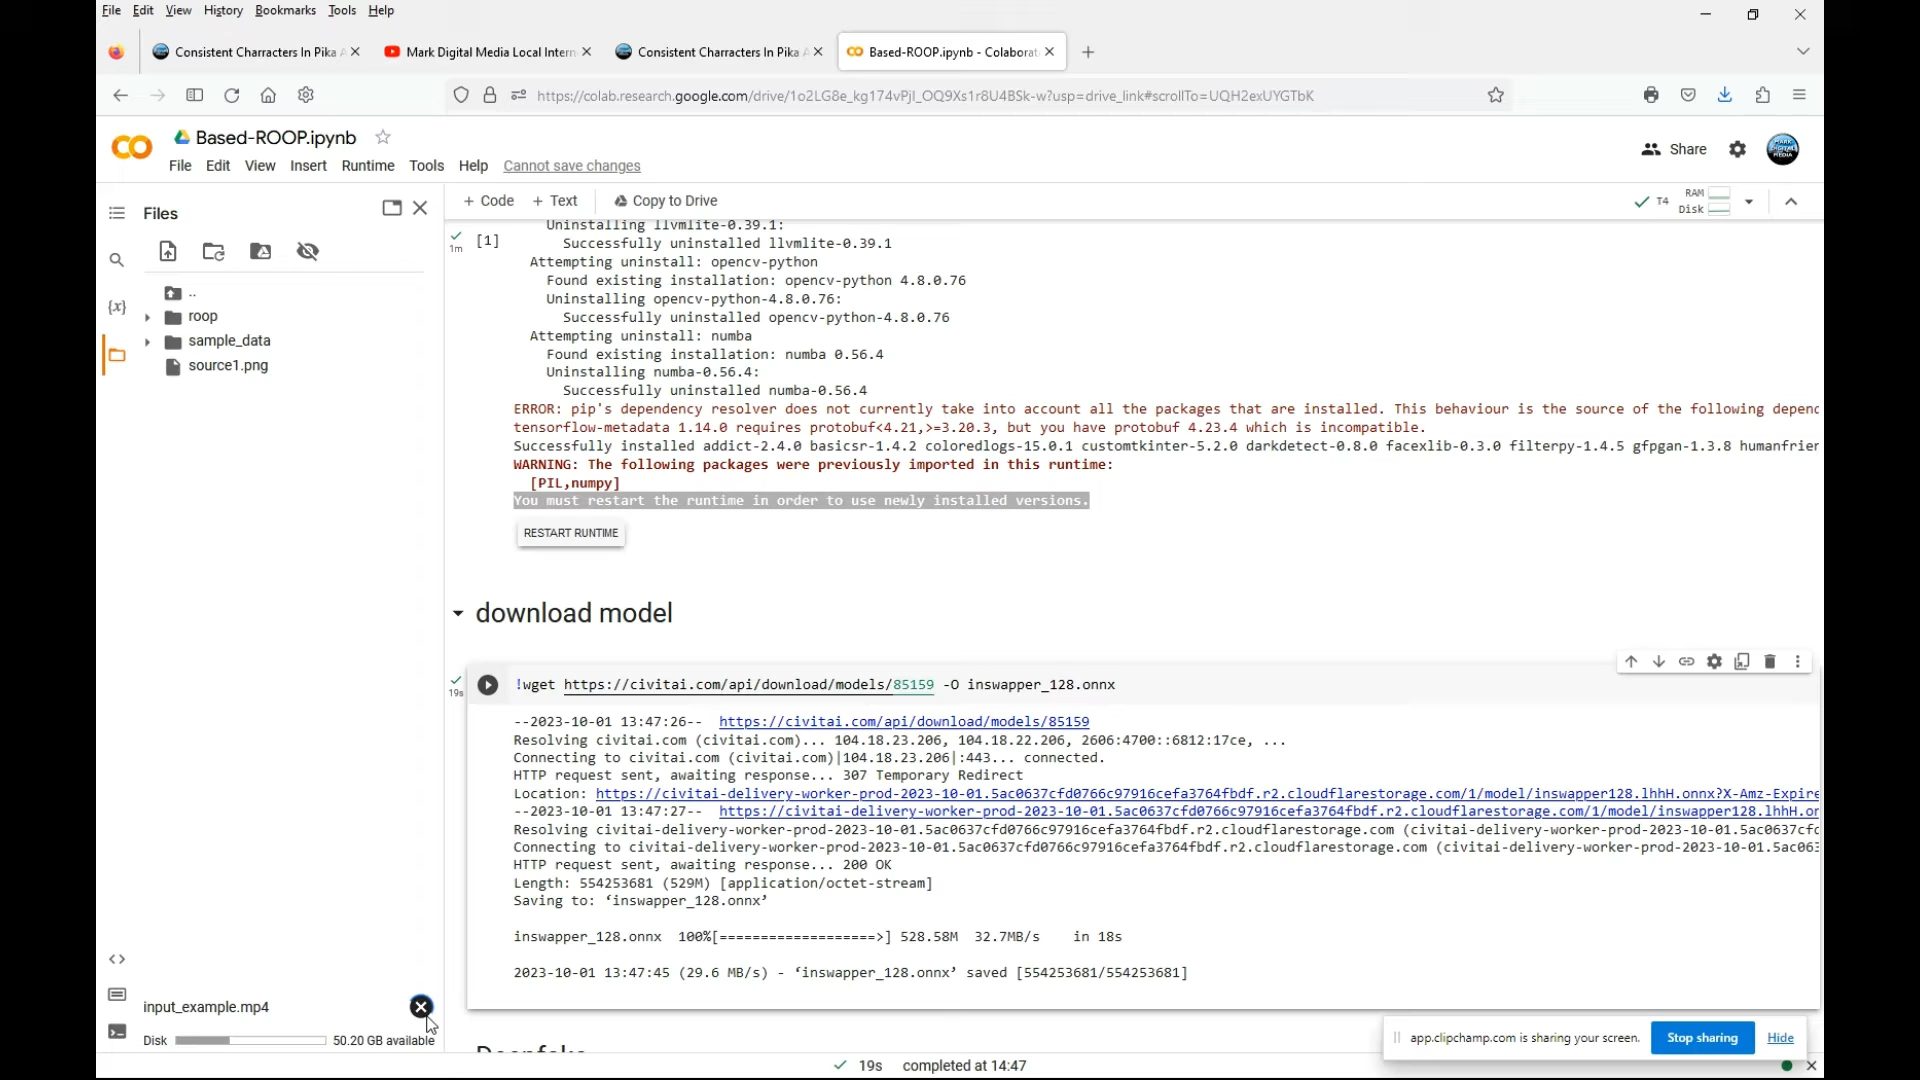 File Edit View History Bookmarks Tools Help
Consistent Charracters In Pika
Mark Digital Media Local Intern
Consistent Charracters In Pika
Based-ROOP.ipynb - Colaborat
https://colab.research.google.com/drive/1o2LG8e_kg174vPjI_OQ9Xs1r8U4BSk-w?usp=drive_link#scrollTo=UQH2exUYGTbK
Based-ROOP.ipynb
Share
File Edit View Insert Runtime Tools Help Cannot save changes
Files
+ Code + Text Copy to Drive
T4 RAM
Disk
..
roop
sample_data
source1.png
{x}
1m [1]
Uninstalling llvmlite-0.39.1:
Successfully uninstalled llvmlite-0.39.1
Attempting uninstall: opencv-python
Found existing installation: opencv-python 4.8.0.76
Uninstalling opencv-python-4.8.0.76:
Successfully uninstalled opencv-python-4.8.0.76
Attempting uninstall: numba
Found existing installation: numba 0.56.4
Uninstalling numba-0.56.4:
Successfully uninstalled numba-0.56.4
ERROR: pip's dependency resolver does not currently take into account all the packages that are installed. This behaviour is the source of the following depend
tensorflow-metadata 1.14.0 requires protobuf<4.21,>=3.20.3, but you have protobuf 4.23.4 which is incompatible.
Successfully installed addict-2.4.0 basicsr-1.4.2 coloredlogs-15.0.1 customtkinter-5.2.0 darkdetect-0.8.0 facexlib-0.3.0 filterpy-1.4.5 gfpgan-1.3.8 humanfrier
WARNING: The following packages were previously imported in this runtime:
[PIL,numpy]
You must restart the runtime in order to use newly installed versions.
RESTART RUNTIME
download model
19s
!wget https://civitai.com/api/download/models/85159 -O inswapper_128.onnx
--2023-10-01 13:47:26-- https://civitai.com/api/download/models/85159
Resolving civitai.com (civitai.com)... 104.18.23.206, 104.18.22.206, 2606:4700::6812:17ce, ...
Connecting to civitai.com (civitai.com)|104.18.23.206|:443... connected.
HTTP request sent, awaiting response... 307 Temporary Redirect
Location: https://civitai-delivery-worker-prod-2023-10-01.5ac0637cfd0766c97916cefa3764fbdf.r2.cloudflarestorage.com/1/model/inswapper128.lhhH.onnx?X-Amz-Expire
--2023-10-01 13:47:27-- https://civitai-delivery-worker-prod-2023-10-01.5ac0637cfd0766c97916cefa3764fbdf.r2.cloudflarestorage.com/1/model/inswapper128.lhhH.on
Resolving civitai-delivery-worker-prod-2023-10-01.5ac0637cfd0766c97916cefa3764fbdf.r2.cloudflarestorage.com (civitai-delivery-worker-prod-2023-10-01.5ac0637cfd
Connecting to civitai-delivery-worker-prod-2023-10-01.5ac0637cfd0766c97916cefa3764fbdf.r2.cloudflarestorage.com (civitai-delivery-worker-prod-2023-10-01.5ac063
HTTP request sent, awaiting response... 200 OK
Length: 554253681 (529M) [application/octet-stream]
Saving to: ‘inswapper_128.onnx’
inswapper_128.onnx 100%[===================>] 528.58M 32.7MB/s in 18s
2023-10-01 13:47:45 (29.6 MB/s) - ‘inswapper_128.onnx’ saved [554253681/554253681]
input_example.mp4
Disk 50.20 GB available
app.clipchamp.com is sharing your screen. Stop sharing Hide
19s completed at 14:47